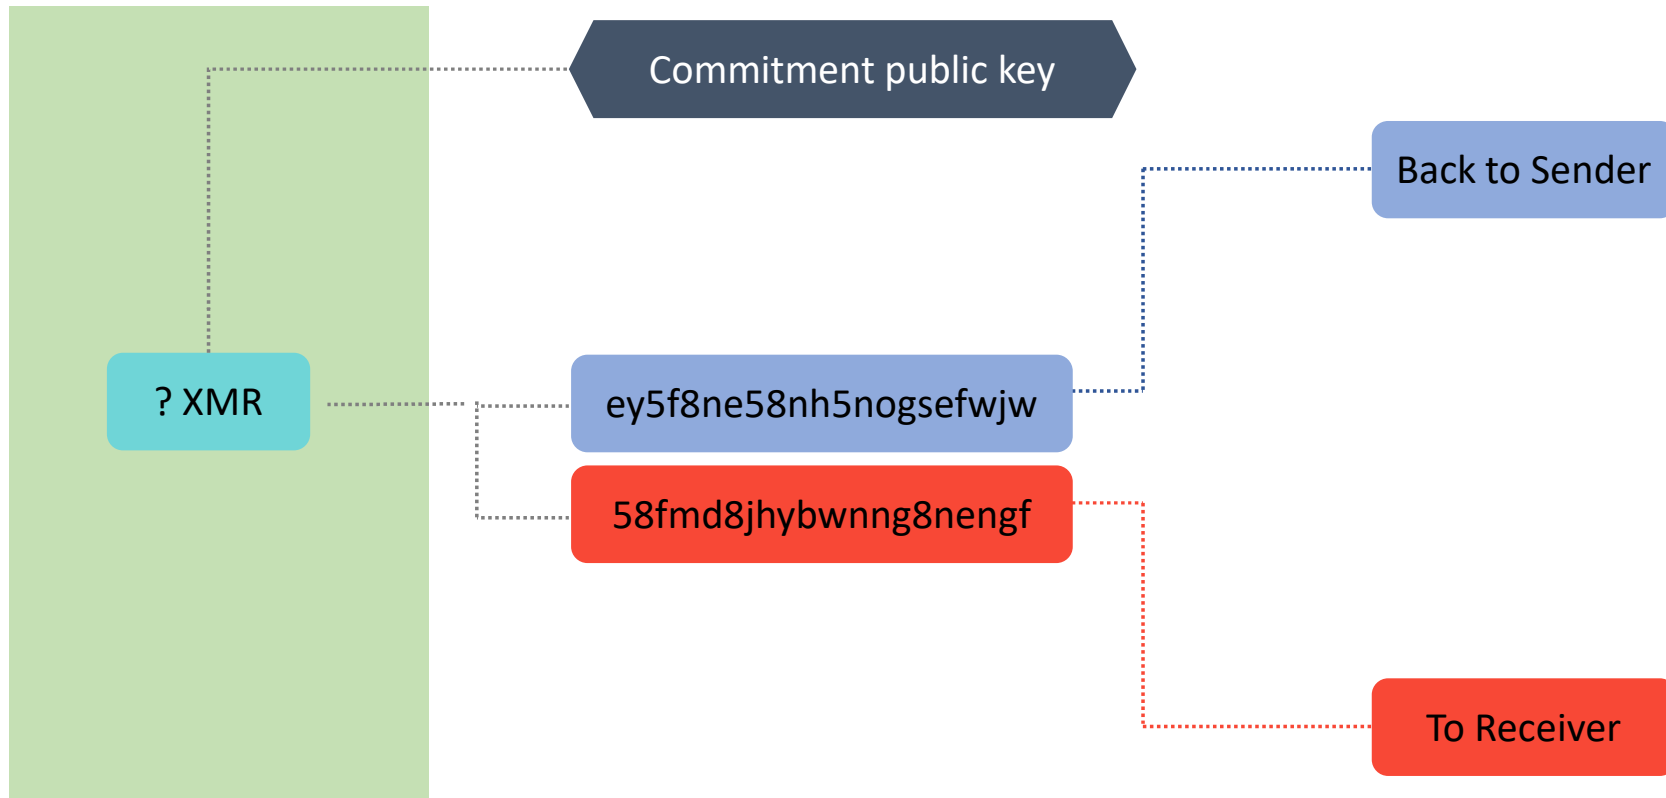 Commitment public key
Back to Sender
? XMR
ey5f8ne58nh5nogsefwjw
58fmd8jhybwnng8nengf
To Receiver